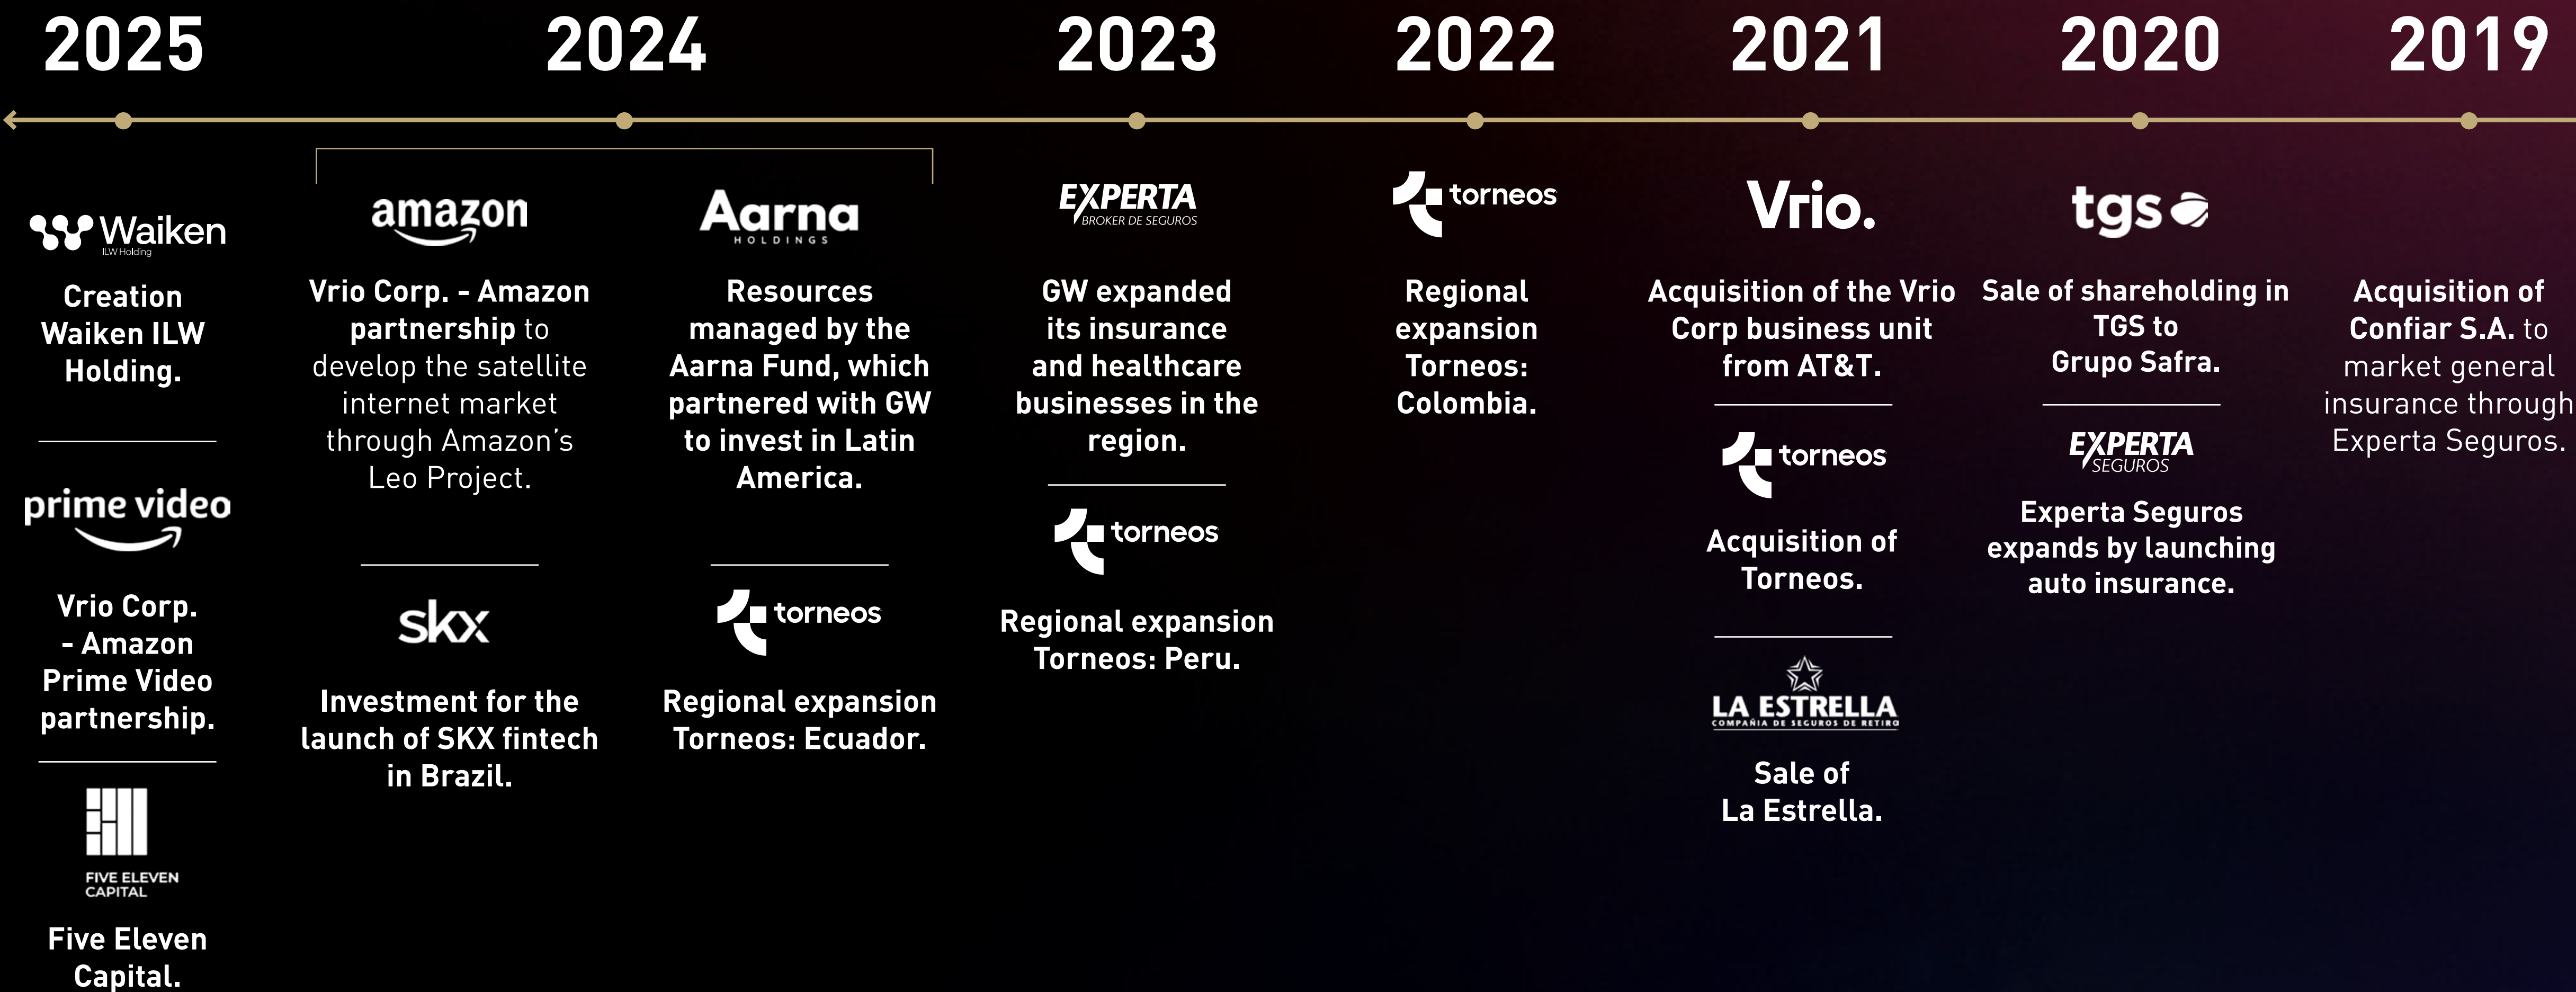 2025
2024
2023
2022
2021
2020
2019
Waiken
ILW Holding
Creation
Waiken ILW
Holding.
prime video
Vrio Corp.
- Amazon
Prime Video
partnership.
FIVE ELEVEN
CAPITAL
Five Eleven
Capital.
amazon
Vrio Corp. - Amazon
partnership to
develop the satellite
internet market
through Amazon's
Leo Project.
skx
Investment for the
launch of SKX fintech
in Brazil.
Aarna
HOLDINGS
Resources
managed by the
Aarna Fund, which
partnered with GW
to invest in Latin
America.
torneos
Regional expansion
Torneos: Ecuador.
EXPERTA
BROKER DE SEGUROS
GW expanded
its insurance
and healthcare
businesses in the
region.
torneos
Regional expansion
Torneos: Peru.
torneos
Regional
expansion
Torneos:
Colombia.
Vrio.
Acquisition of the Vrio
Corp business unit
from AT&T.
torneos
Acquisition of
Torneos.
LA ESTRELLA
COMPAÑIA DE SEGUROS DE RETIRO
Sale of
La Estrella.
tgs
Sale of shareholding in
TGS to
Grupo Safra.
EXPERTA
SEGUROS
Experta Seguros
expands by launching
auto insurance.
Acquisition of
Confiar S.A. to
market general
insurance through
Experta Seguros.